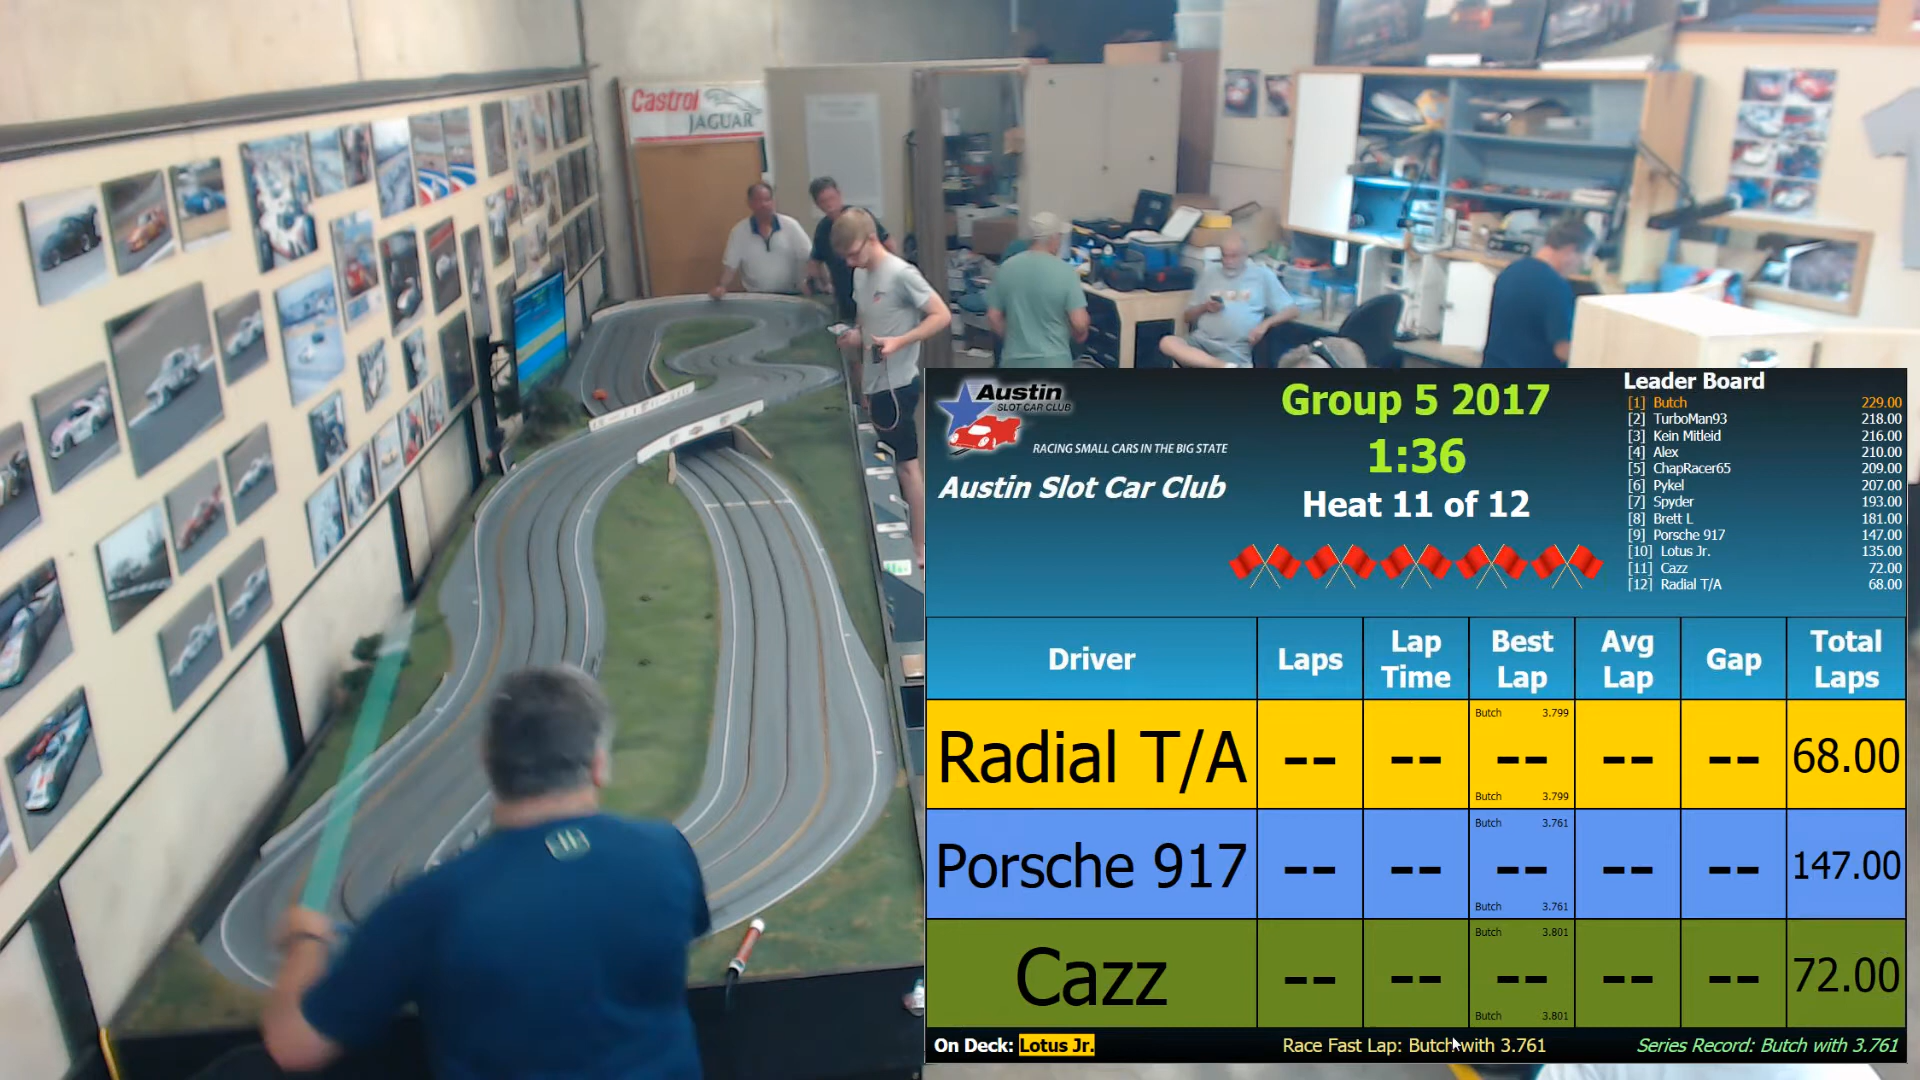 Castrol
JAGUAR
Austin
SLOT CAR CLUB
RACING SMALL CARS IN THE BIG STATE
Austin Slot Car Club
Group 5 2017
1:36
Heat 11 of 12
Leader Board
[1] Butch 229.00
[2] TurboMan93 218.00
[3] Kein Mitleid 216.00
[4] Alex 210.00
[5] ChapRacer65 209.00
[6] Pykel 207.00
[7] Spyder 193.00
[8] Brett L 181.00
[9] Porsche 917 147.00
[10] Lotus Jr. 135.00
[11] Cazz 72.00
[12] Radial T/A 68.00
Driver Laps Lap Time Best Lap Avg Lap Gap Total Laps
Butch 3.799
Radial T/A -- -- -- -- -- 68.00
Butch 3.799
Butch 3.761
Porsche 917 -- -- -- -- -- 147.00
Butch 3.761
Butch 3.801
Cazz -- -- -- -- -- 72.00
Butch 3.801
On Deck: Lotus Jr. Race Fast Lap: Butch with 3.761 Series Record: Butch with 3.761